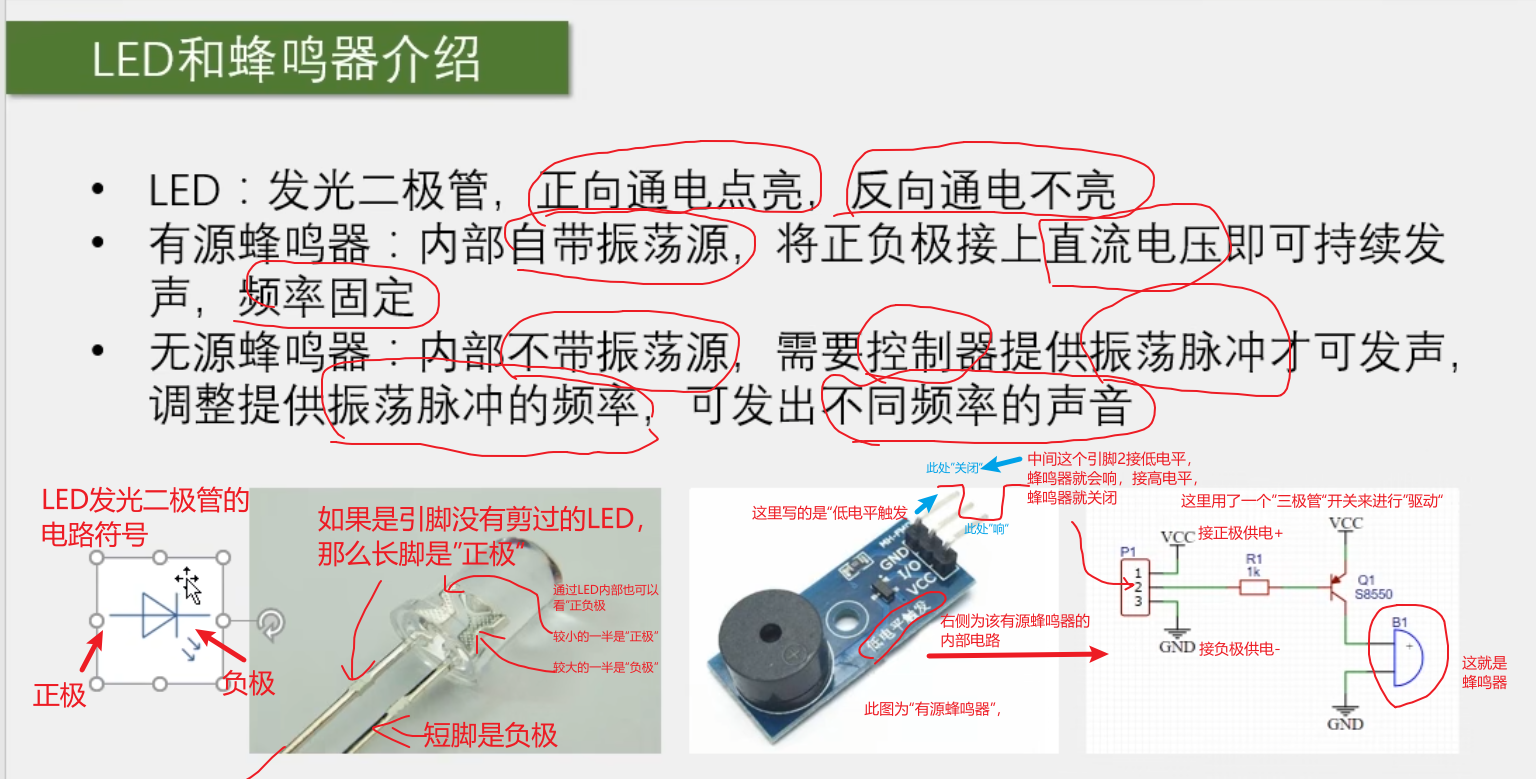 LED和蜂鸣器介绍
• LED：发光二极管，正向通电点亮，反向通电不亮
• 有源蜂鸣器：内部自带振荡源，将正负极接上直流电压即可持续发
声，频率固定
• 无源蜂鸣器：内部不带振荡源，需要控制器提供振荡脉冲才可发声，
调整提供振荡脉冲的频率，可发出不同频率的声音
LED发光二极管的
电路符号
正极
负极
如果是引脚没有剪过的LED，
那么长脚是”正极”
通过LED内部也可以
看”正负极
较小的一半是“正极”
较大的一半是“负极”
短脚是负极
此处”关闭”
中间这个引脚2接低电平，
蜂鸣器就会响，接高电平，
蜂鸣器就关闭
这里写的是“低电平触发
此处”响”
GND
I/O
VCC
低电平触发
右侧为该有源蜂鸣器的
内部电路
此图为“有源蜂鸣器”，
这里用了一个“三极管“开关来进行”驱动”
接正极供电+
VCC
VCC
P1
1
2
3
R1
1k
Q1
S8550
B1
+
GND
接负极供电-
GND
这就是
蜂鸣器